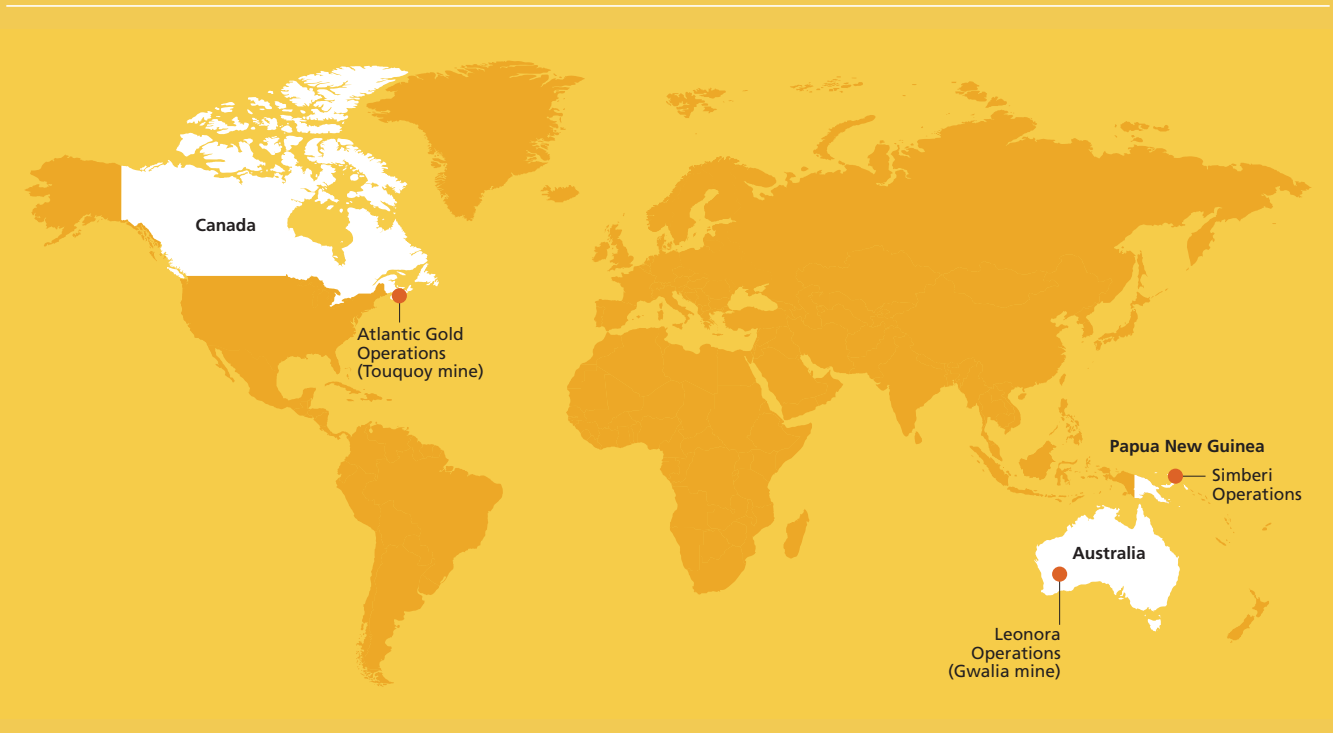 Canada
Atlantic Gold
Operations
(Touquoy mine)
Papua New Guinea
Simberi
Operations
Australia
Leonora
Operations
(Gwalia mine)